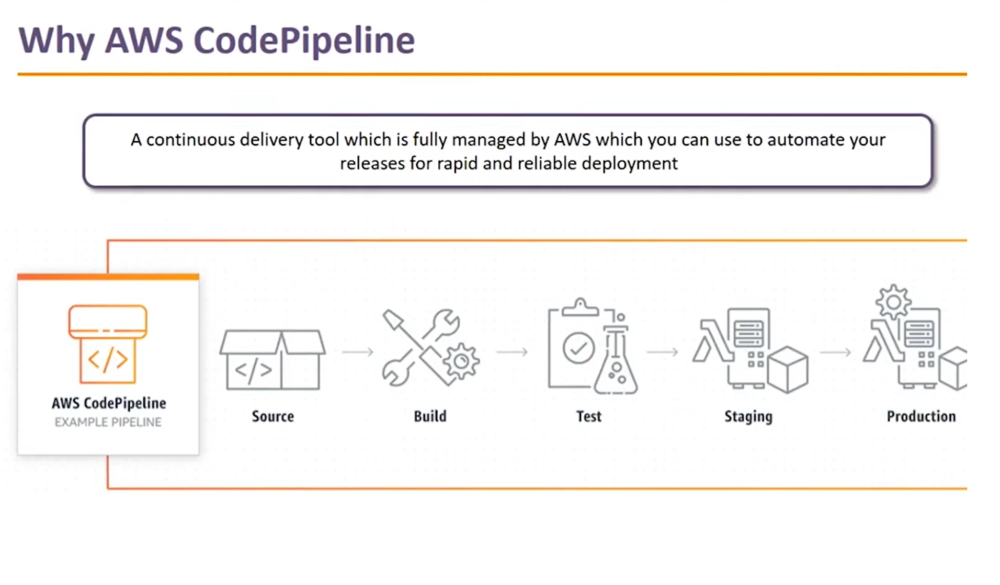 Why AWS CodePipeline
A continuous delivery tool which is fully managed by AWS which you can use to automate your
releases for rapid and reliable deployment
</>
AWS CodePipeline
EXAMPLE PIPELINE
</>
Source
Build
Test
Staging
Production